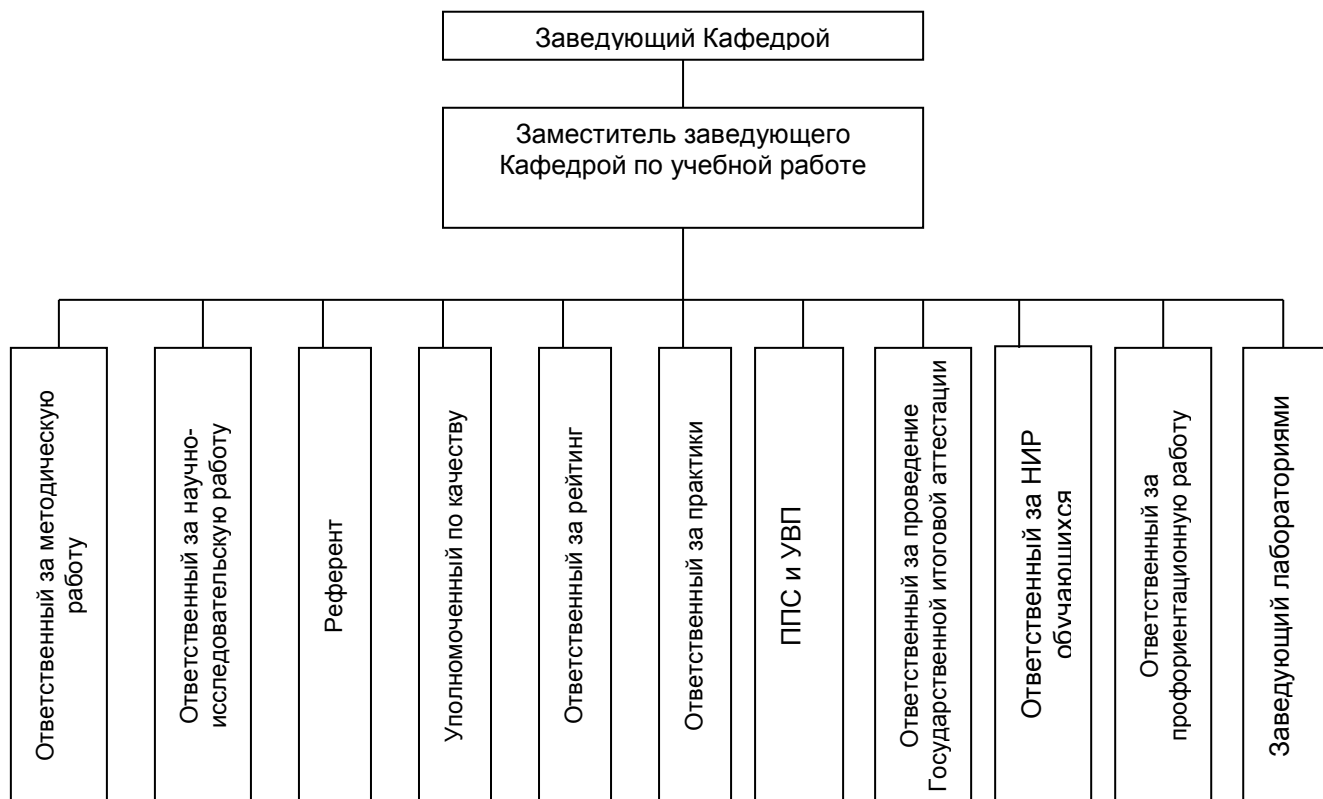 Заведующий Кафедрой
Заместитель заведующего
Кафедрой по учебной работе
Ответственный за методическую
работу
Ответственный за научно-
исследовательскую работу
Референт
Уполномоченный по качеству
Ответственный за рейтинг
Ответственный за практики
ППС и УВП
Ответственный за проведение
Государственной итоговой аттестации
Ответственный за НИР
обучающихся
Ответственный за
профориентационную работу
Заведующий лабораториями